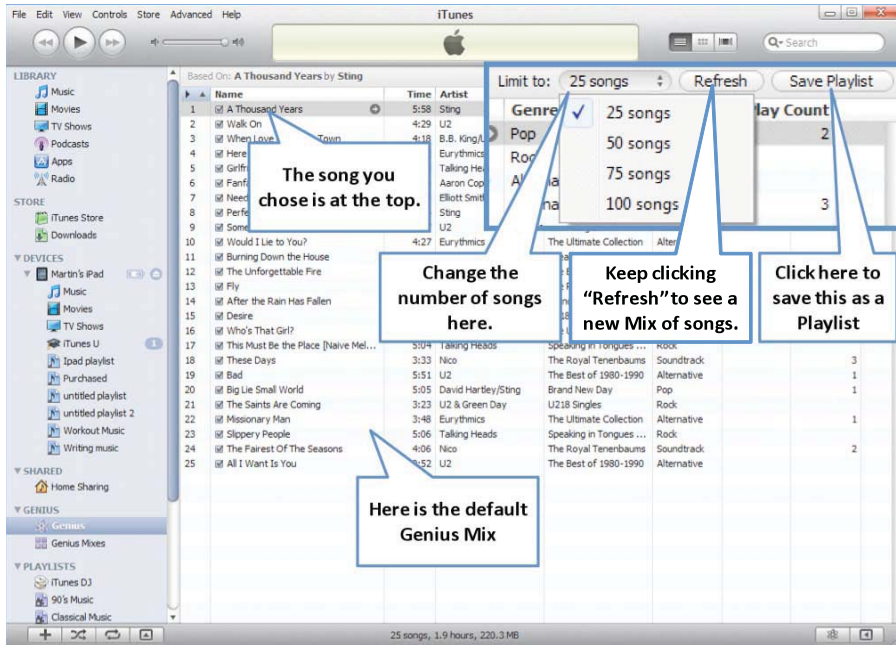 File Edit View Controls Store Advanced Help
iTunes
Search
LIBRARY
Music
Movies
TV Shows
Podcasts
Apps
Radio
STORE
iTunes Store
Downloads
DEVICES
Martin's iPad
Music
Movies
TV Shows
iTunes U 1
Ipad playlist
Purchased
untitled playlist
untitled playlist 2
Workout Music
Writing music
SHARED
Home Sharing
GENIUS
Genius
Genius Mixes
PLAYLISTS
iTunes DJ
90's Music
Classical Music
Based On: A Thousand Years by Sting
Name Time Artist
1 A Thousand Years 5:58 Sting
2 Walk On 4:29 U2
3 When Love Town 4:18 B.B. King/
4 Here Eurythmics
5 Talking Hea
6 Aaron Cop
7 Need Elliott Smit
8 Sting
9 Some U2
10 Would I Lie to You? 4:27 Eurythmics The Ultimate Collection Alter
11 Burning Down the House
12 The Unforgettable Fire
13 Fly
14 After the Rain Has Fallen
15 Desire
16 Who's That Girl?
17 This Must Be the Place [Naive Mel... 5:04 Talking Heads Speaking in Tongues ... Rock
18 These Days 3:33 Nico The Royal Tenenbaums Soundtrack 3
19 Bad 5:51 U2 The Best of 1980-1990 Alternative 1
20 Big Lie Small World 5:05 David Hartley/Sting Brand New Day Pop 1
21 The Saints Are Coming 3:23 U2 & Green Day U218 Singles Rock
22 Missionary Man 3:48 Eurythmics The Ultimate Collection Alternative 1
23 Slippery People 5:06 Talking Heads Speaking in Tongues ... Rock
24 The Fairest Of The Seasons 4:06 Nico The Royal Tenenbaums Soundtrack 2
25 All I Want Is You :52 U2 The Best of 1980-1990 Alternative
Limit to: 25 songs Refresh Save Playlist
Genre lay Count
Pop 2
3
25 songs
50 songs
75 songs
100 songs
The song you
chose is at the top.
Change the
number of songs
here.
Keep clicking
“Refresh” to see a
new Mix of songs.
Click here to
save this as a
Playlist
Here is the default
Genius Mix
25 songs, 1.9 hours, 220.3 MB